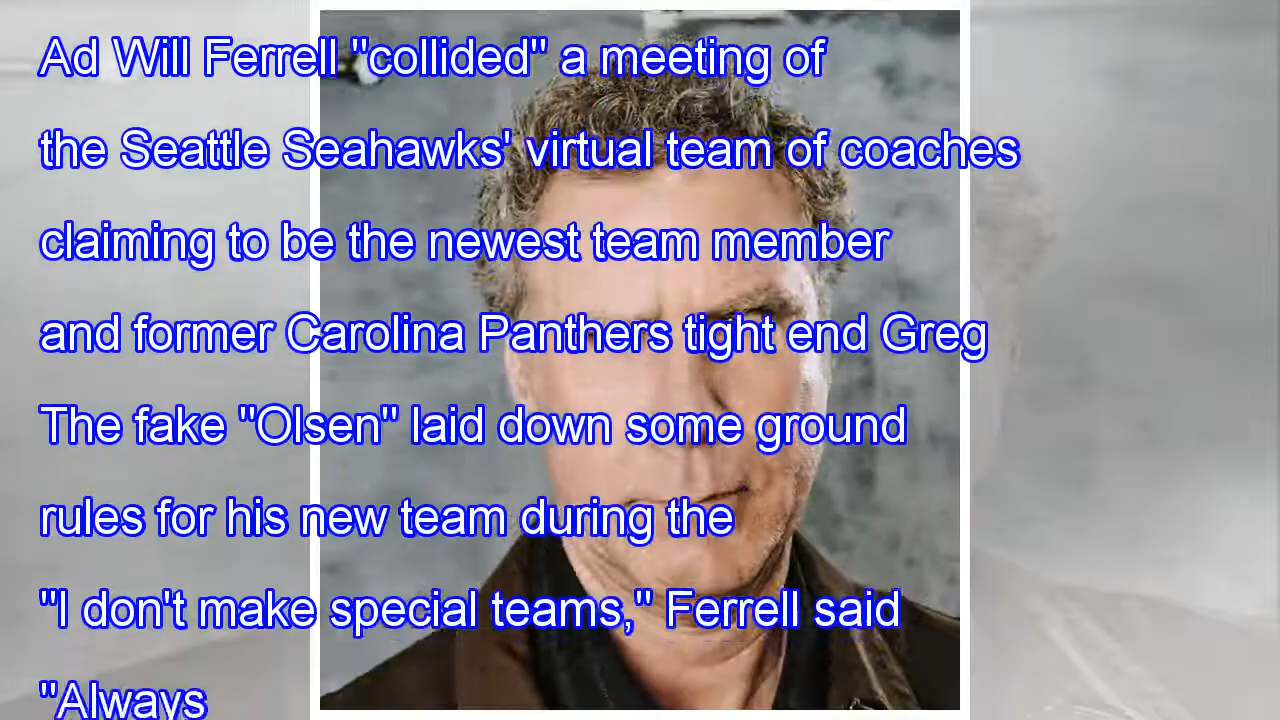 Ad Will Ferrell "collided" a meeting of
the Seattle Seahawks' virtual team of coaches
claiming to be the newest team member
and former Carolina Panthers tight end Greg
The fake "Olsen" laid down some ground
rules for his new team during the
"I don't make special teams," Ferrell said
"Always